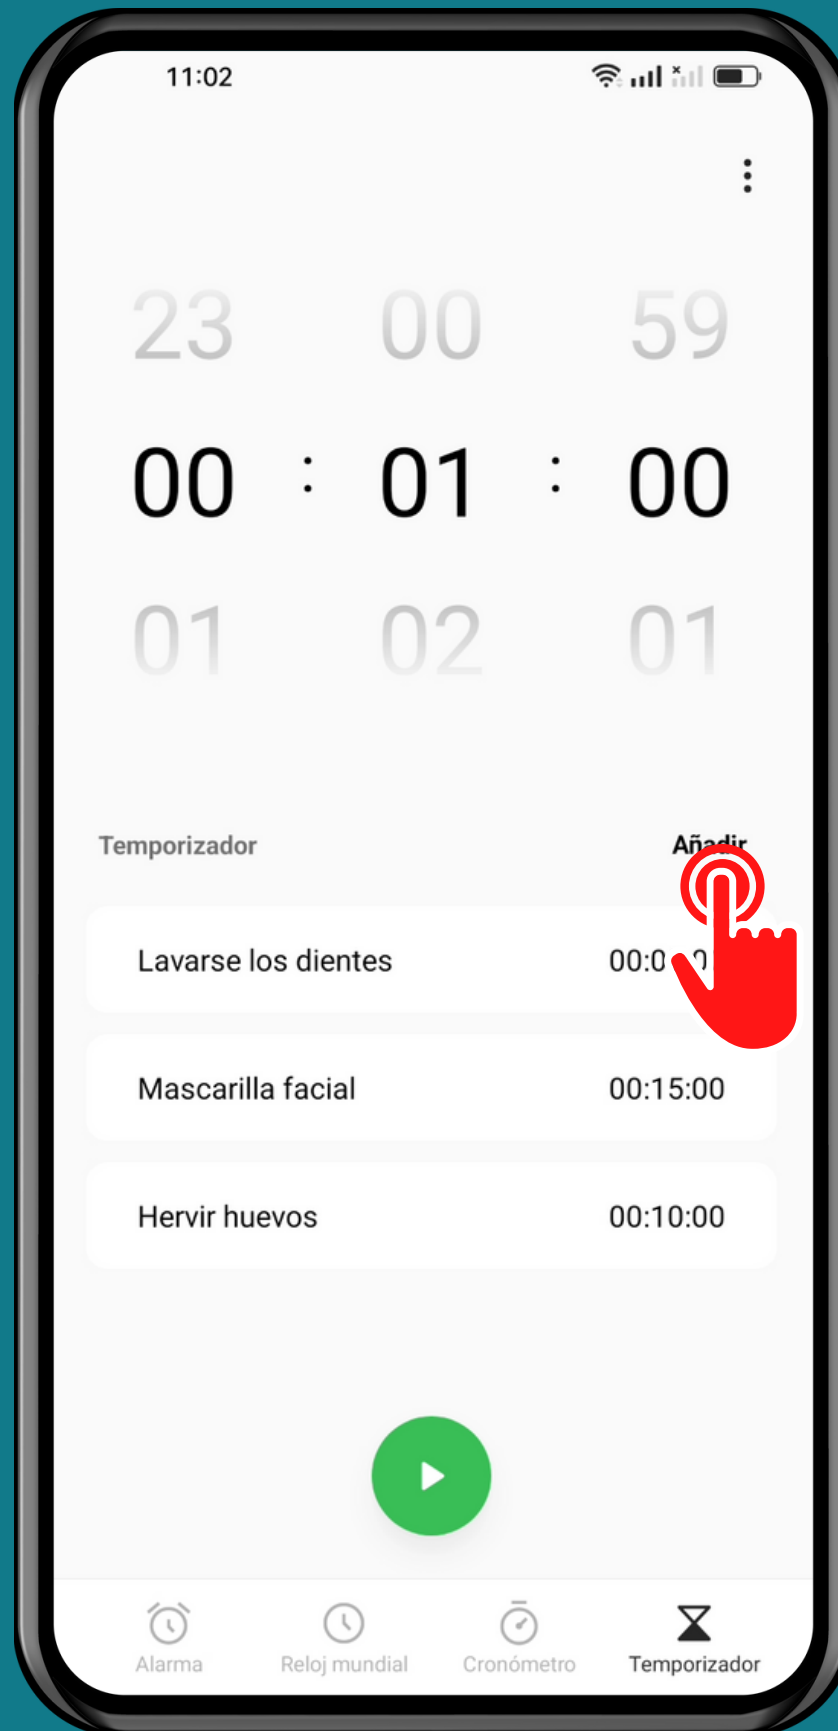 11:02
23 00 59
00 : 01 : 00
01 02 01
Temporizador Añadir
Lavarse los dientes
Mascarilla facial 00:15:00
Hervir huevos 00:10:00
Alarma Reloj mundial Cronómetro Temporizador